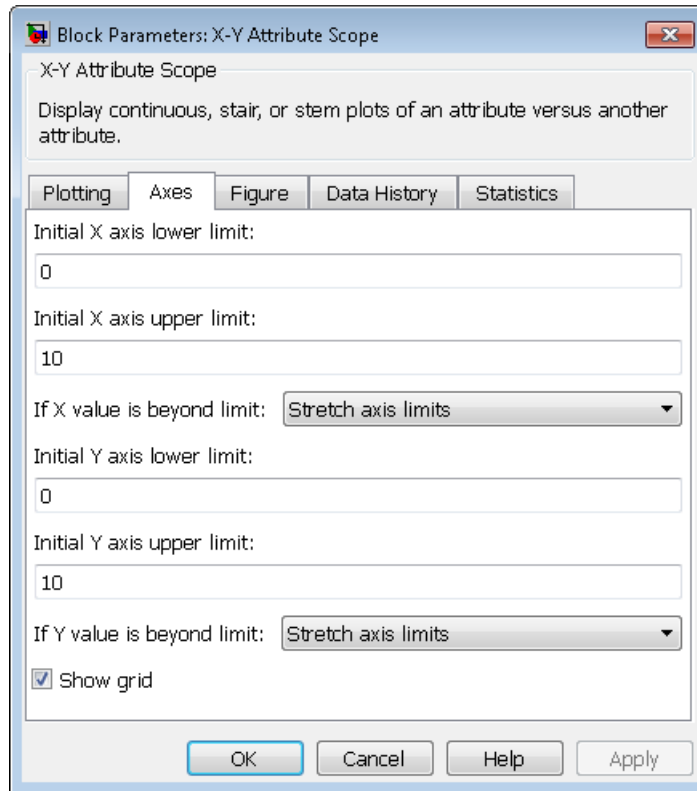 Block Parameters: X-Y Attribute Scope
X-Y Attribute Scope
Display continuous, stair, or stem plots of an attribute versus another
attribute.
Plotting Axes Figure Data History Statistics
Initial X axis lower limit:
0
Initial X axis upper limit:
10
If X value is beyond limit: Stretch axis limits
Initial Y axis lower limit:
0
Initial Y axis upper limit:
10
If Y value is beyond limit: Stretch axis limits
Show grid
OK Cancel Help Apply